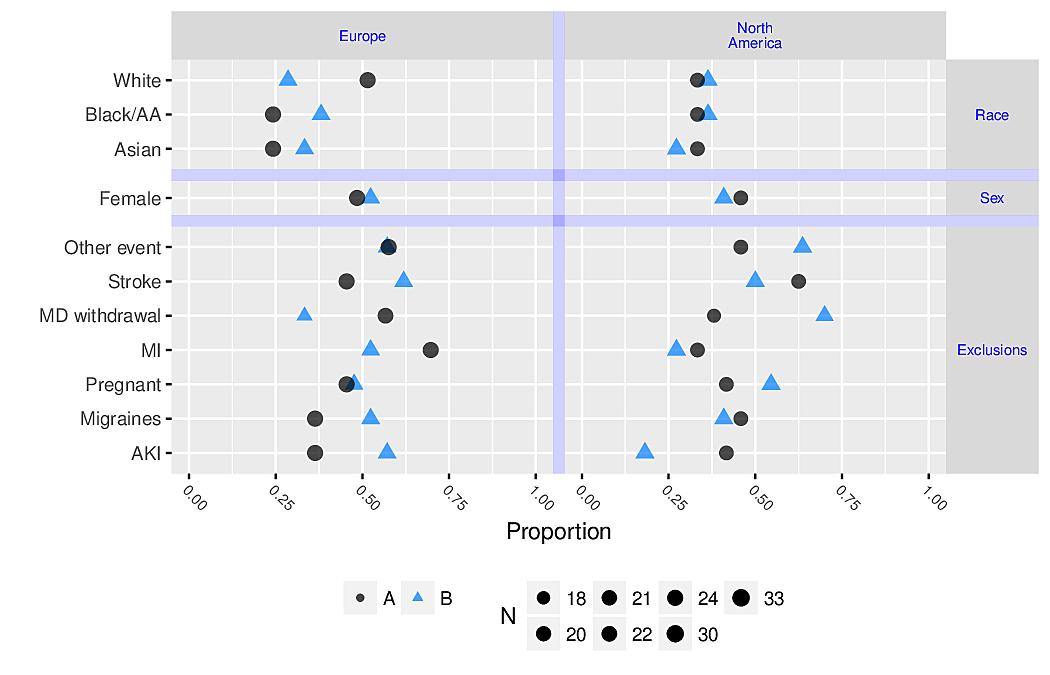 Europe
North
America
White
Black/AA
Asian
Race
Female
Sex
Other event
Stroke
MD withdrawal
MI
Pregnant
Migraines
AKI
Exclusions
0.00 0.25 0.50 0.75 1.00 0.00 0.25 0.50 0.75 1.00
Proportion
A B N 18 21 24 33
20 22 30